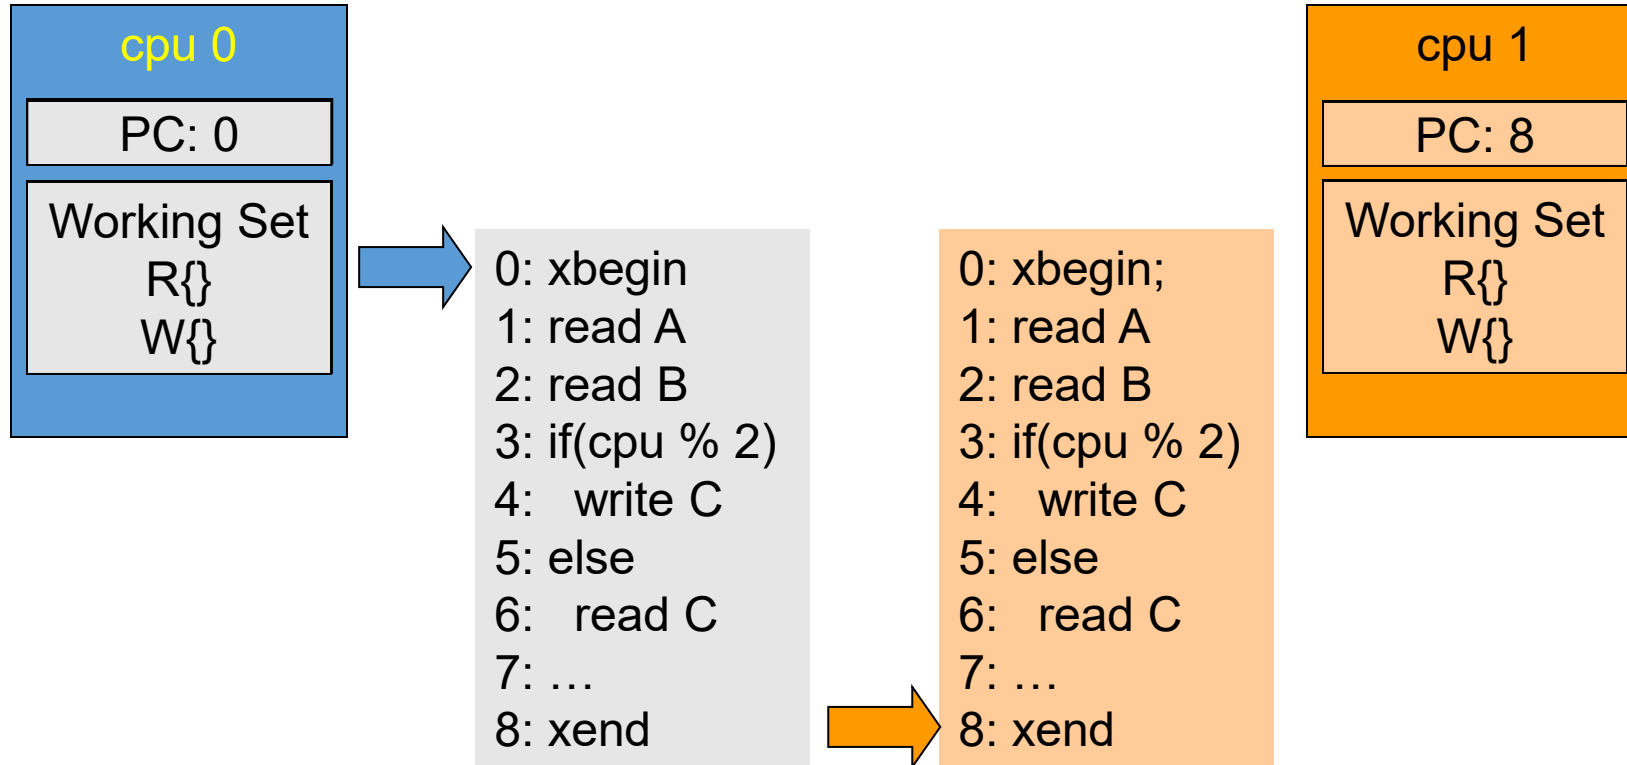 cpu 0
PC: 0
Working Set
R{}
W{}
0: xbegin
1: read A
2: read B
3: if(cpu % 2)
4: write C
5: else
6: read C
7: …
8: xend
0: xbegin;
1: read A
2: read B
3: if(cpu % 2)
4: write C
5: else
6: read C
7: …
8: xend
cpu 1
PC: 8
Working Set
R{}
W{}